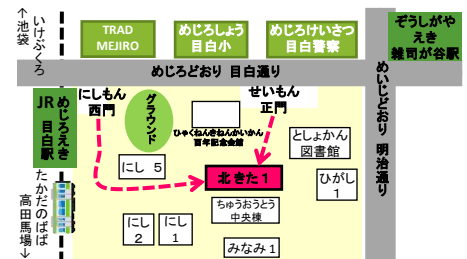 ↑池袋
いけぶくろ
TRAD
MEJIRO
めじろしょう
目白小
めじろけいさつ
目白警察
ぞうしがや
えき
雑司が谷駅
めじろどおり 目白通り
めいじどおり 明治通り
JR 目白駅
めじろえき
にしもん
西門
グラウンド
せいもん
正門
ひゃくねんきねんかいかん
百年記念会館
としょかん
図書館
にし 5
北きた1
ひがし
1
たかだのばば
高田馬場↓
ちゅうおうとう
中央棟
にし
2
にし
1
みなみ1